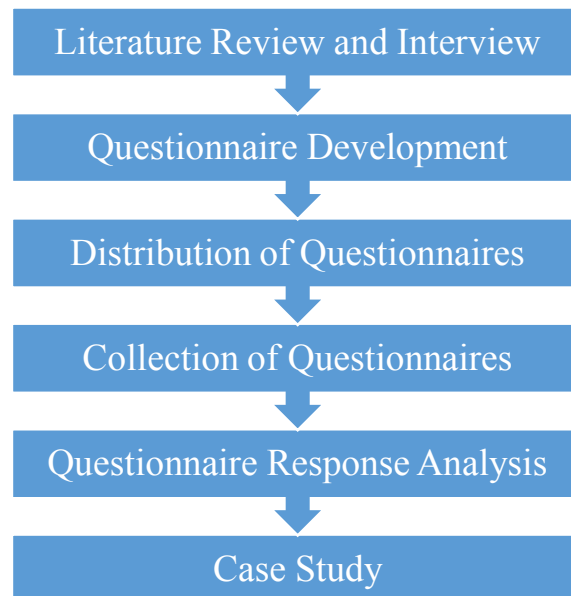 Literature Review and Interview
Questionnaire Development
Distribution of Questionnaires
Collection of Questionnaires
Questionnaire Response Analysis
Case Study